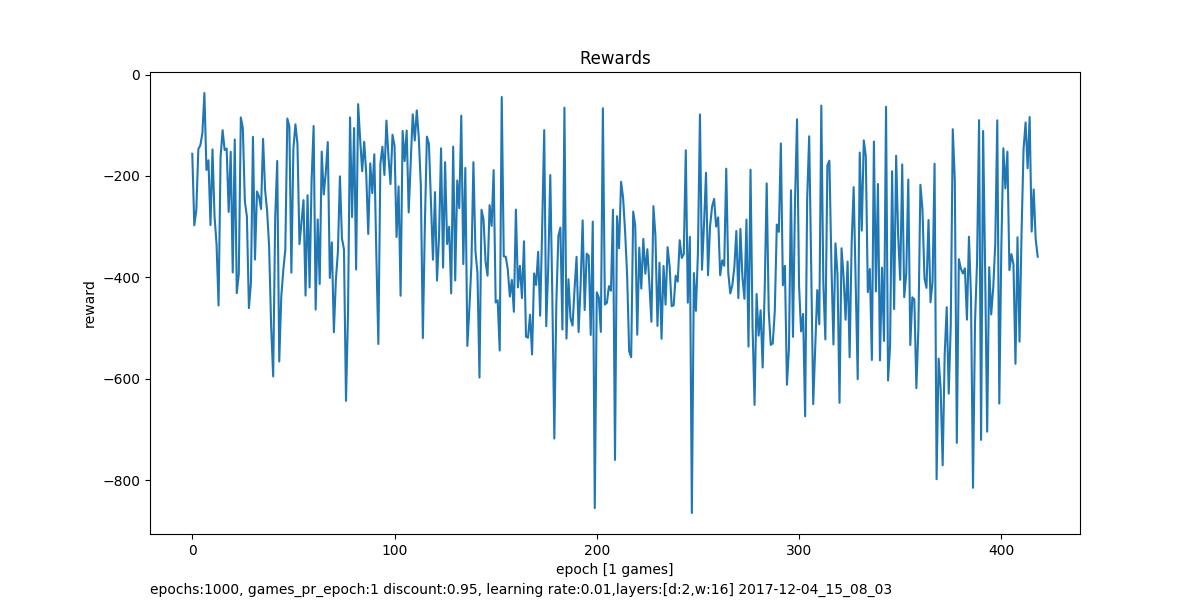 Rewards
0
−200
−400
−600
−800
reward
0 100 200 300 400
epoch [1 games]
epochs:1000, games_pr_epoch:1 discount:0.95, learning rate:0.01,layers:[d:2,w:16] 2017-12-04_15_08_03